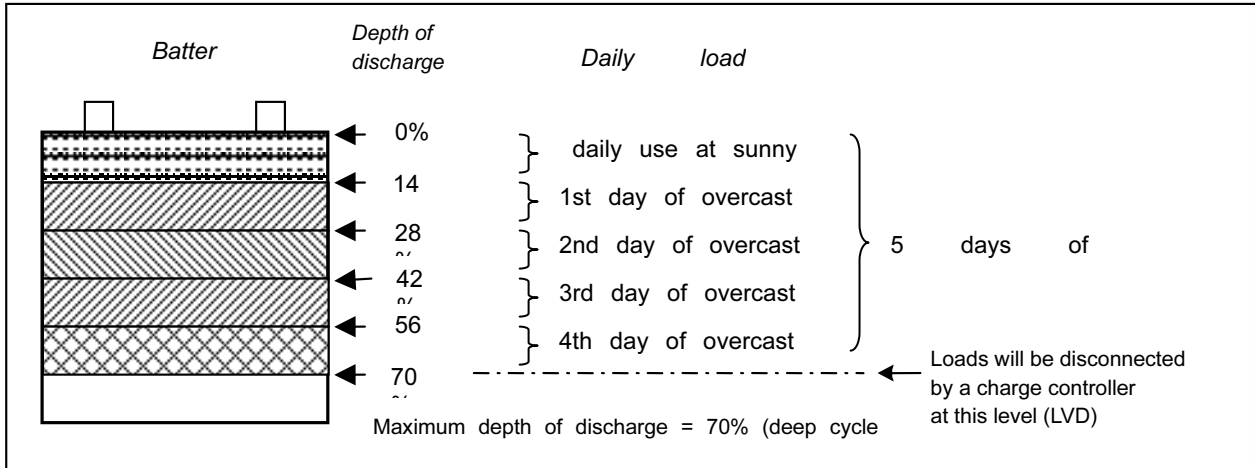 Batter
Depth of
discharge
Daily load
0%
daily use at sunny
14
1st day of overcast
28
2nd day of overcast
5 days of
42
3rd day of overcast
56
4th day of overcast
70
Loads will be disconnected
by a charge controller
at this level (LVD)
Maximum depth of discharge = 70% (deep cycle